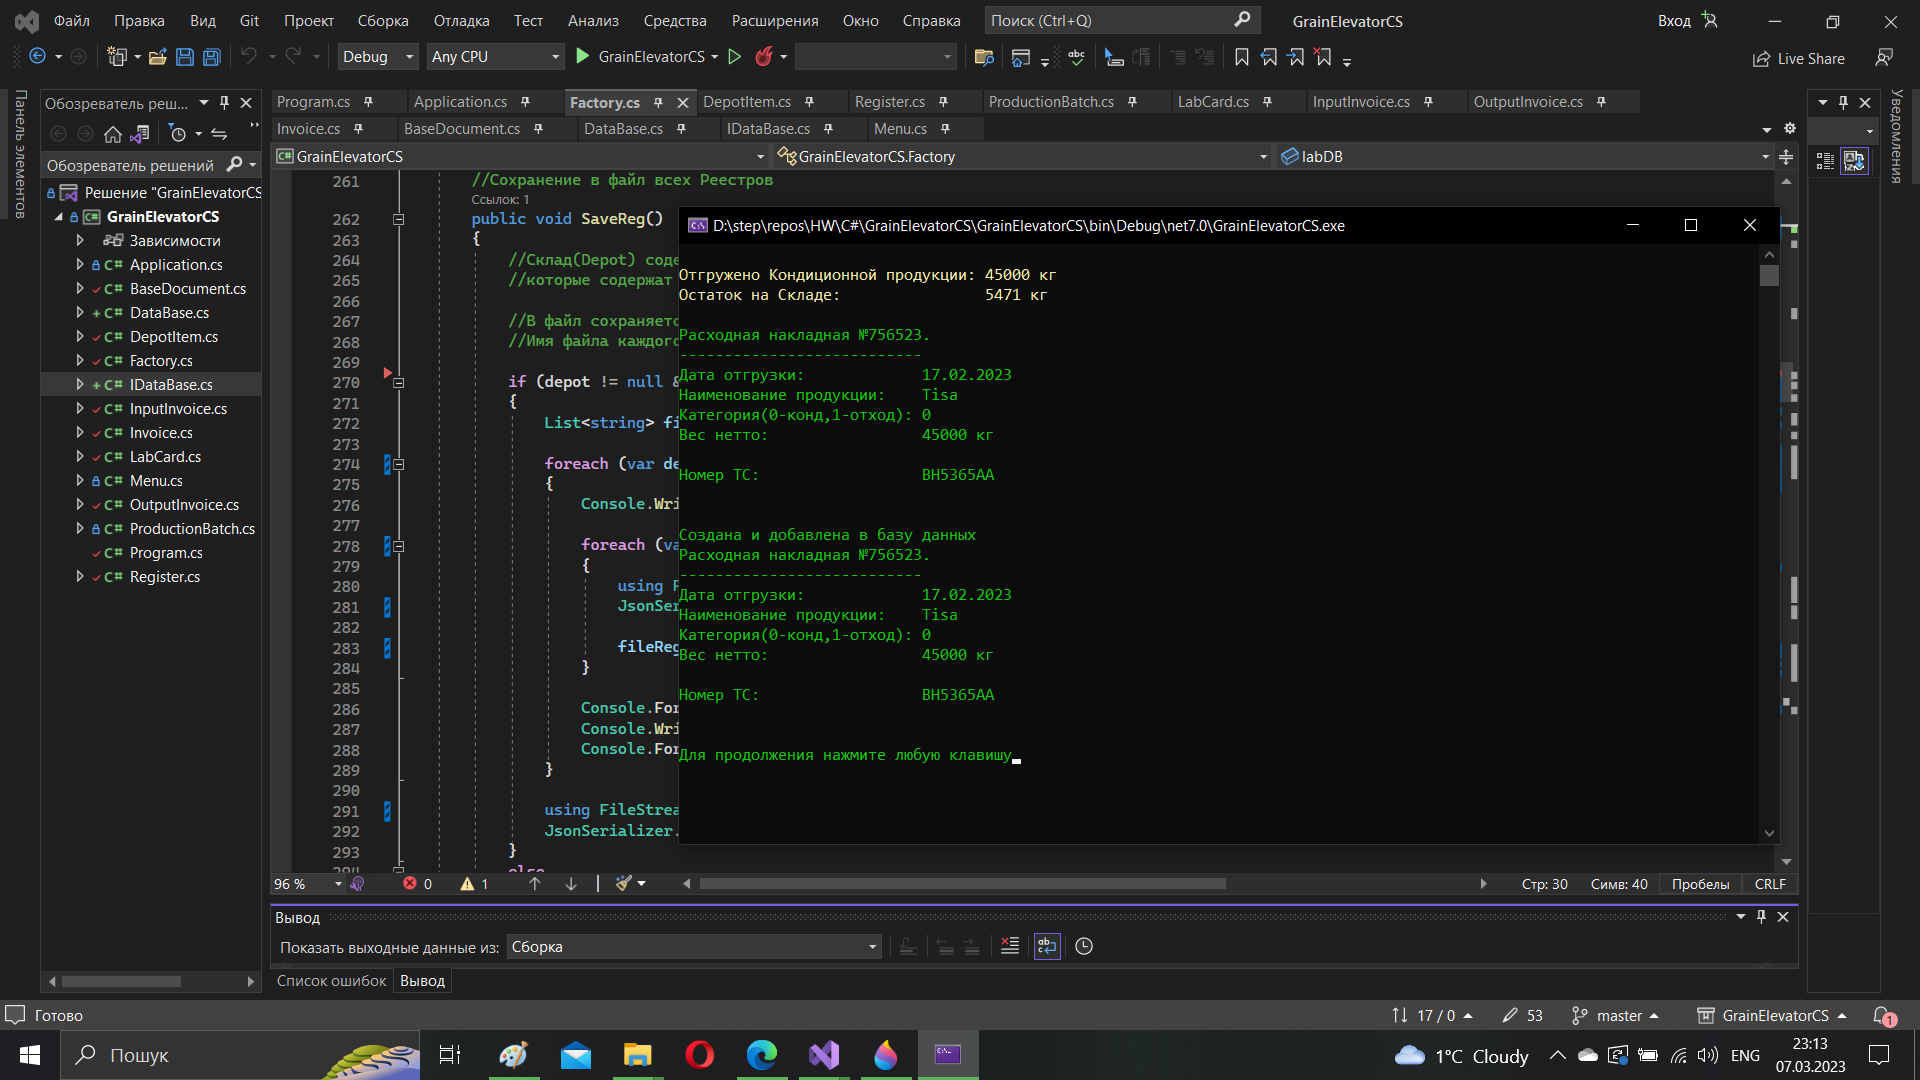 Файл Правка Вид Git Проект Сборка Отладка Тест Анализ Средства Расширения Окно Справка Поиск (Ctrl+Q) GrainElevatorCS Вход
Debug Any CPU GrainElevatorCS Live Share
Панель элементов
Обозреватель реш...
Обозреватель решений
Решение "GrainElevatorCS
GrainElevatorCS
Зависимости
Application.cs
BaseDocument.cs
DataBase.cs
DepotItem.cs
Factory.cs
IDataBase.cs
InputInvoice.cs
Invoice.cs
LabCard.cs
Menu.cs
OutputInvoice.cs
ProductionBatch.cs
Program.cs
Register.cs
Program.cs Application.cs Factory.cs DepotItem.cs Register.cs ProductionBatch.cs LabCard.cs InputInvoice.cs OutputInvoice.cs
Invoice.cs BaseDocument.cs DataBase.cs IDataBase.cs Menu.cs
GrainElevatorCS GrainElevatorCS.Factory labDB
Уведомления
261 //Сохранение в файл всех Реестров
Ссылок: 1
262 public void SaveReg()
263 {
264 //Склад(Depot) соде
265 //которые содержат
266
267 //В файл сохраняетс
268 //Имя файла каждого
269
270 if (depot != null &
271 {
272 List<string> fi
273
274 foreach (var de
275 {
276 Console.Wri
277
278 foreach (va
279 {
280 using F
281 JsonSer
282
283 fileReg
284 }
285
286 Console.For
287 Console.Wri
288 Console.For
289 }
290
291 using FileStrea
292 JsonSerializer.
293 }
294 else
D:\step\repos\HW\C#\GrainElevatorCS\GrainElevatorCS\bin\Debug\net7.0\GrainElevatorCS.exe
Отгружено Кондиционной продукции: 45000 кг
Остаток на Складе: 5471 кг
Расходная накладная №756523.
---------------------------
Дата отгрузки: 17.02.2023
Наименование продукции: Tisa
Категория(0-конд,1-отход): 0
Вес нетто: 45000 кг
Номер ТС: BH5365AA
Создана и добавлена в базу данных
Расходная накладная №756523.
---------------------------
Дата отгрузки: 17.02.2023
Наименование продукции: Tisa
Категория(0-конд,1-отход): 0
Вес нетто: 45000 кг
Номер ТС: BH5365AA
Для продолжения нажмите любую клавишу
96 % 0 1 Стр: 30 Симв: 40 Пробелы CRLF
Вывод
Показать выходные данные из: Сборка
Список ошибок Вывод
Готово 17 / 0 53 master GrainElevatorCS 1
Пошук 1°C Cloudy ENG 23:13
07.03.2023